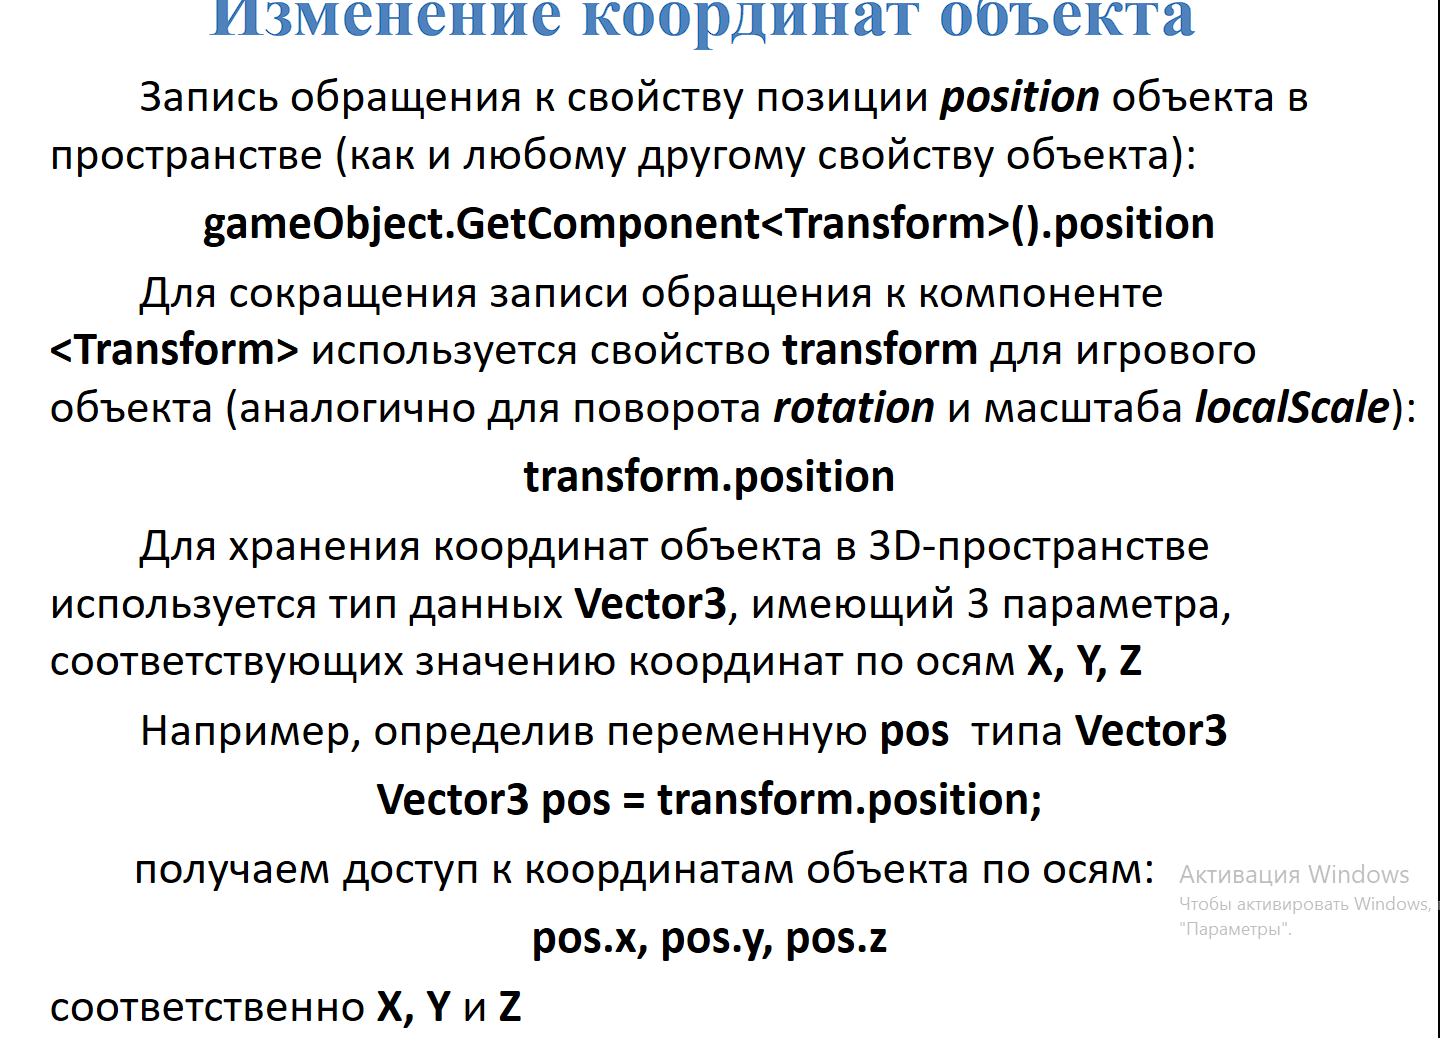 Изменение координат объекта
Запись обращения к свойству позиции position объекта в
пространстве (как и любому другому свойству объекта):
gameObject.GetComponent<Transform>().position
Для сокращения записи обращения к компоненте
<Transform> используется свойство transform для игрового
объекта (аналогично для поворота rotation и масштаба localScale):
transform.position
Для хранения координат объекта в 3D-пространстве
используется тип данных Vector3, имеющий 3 параметра,
соответствующих значению координат по осям X, Y, Z
Например, определив переменную pos типа Vector3
Vector3 pos = transform.position;
получаем доступ к координатам объекта по осям:
Активация Windows
Чтобы активировать Windows,
"Параметры".
pos.x, pos.y, pos.z
соответственно X, Y и Z